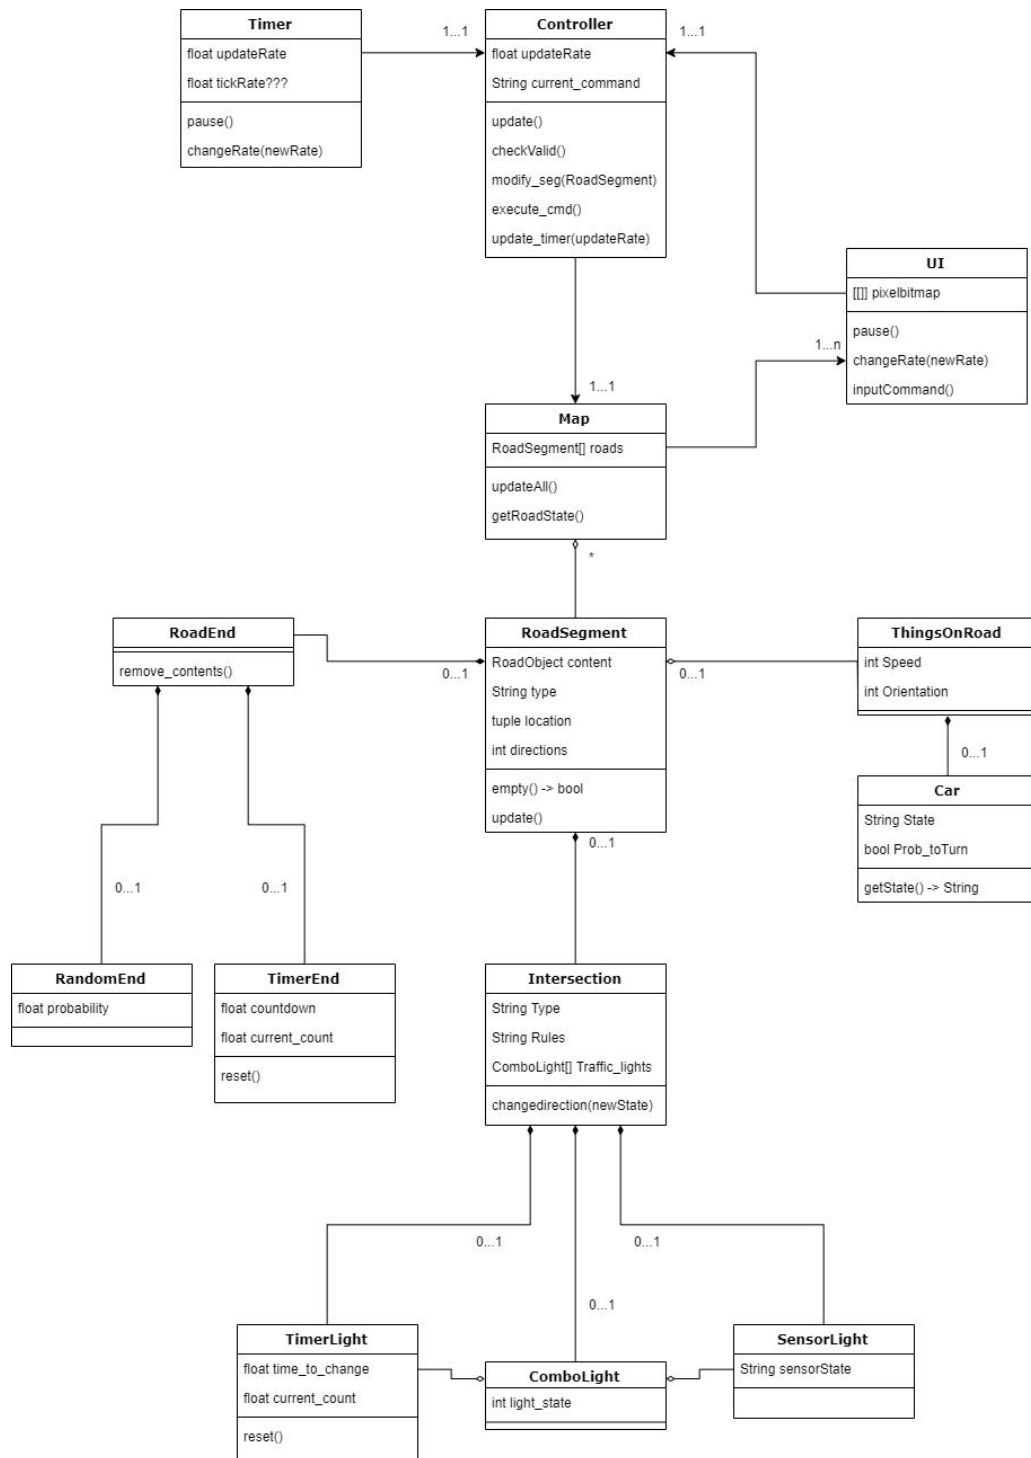 Timer
float updateRate
float tickRate???
pause()
changeRate(newRate)
1...1
Controller
float updateRate
String current_command
update()
checkValid()
modify_seg(RoadSegment)
execute_cmd()
update_timer(updateRate)
1...1
UI
[[]] pixelbitmap
pause()
changeRate(newRate)
inputCommand()
1...n
1...1
Map
RoadSegment[] roads
updateAll()
getRoadState()
*
RoadEnd
remove_contents()
0...1
RoadSegment
RoadObject content
String type
tuple location
int directions
empty() -> bool
update()
0...1
0...1
ThingsOnRoad
int Speed
int Orientation
0...1
Car
String State
bool Prob_toTurn
getState() -> String
0...1
0...1
RandomEnd
float probability
TimerEnd
float countdown
float current_count
reset()
Intersection
String Type
String Rules
ComboLight[] Traffic_lights
changedirection(newState)
0...1
0...1
0...1
TimerLight
float time_to_change
float current_count
reset()
ComboLight
int light_state
SensorLight
String sensorState